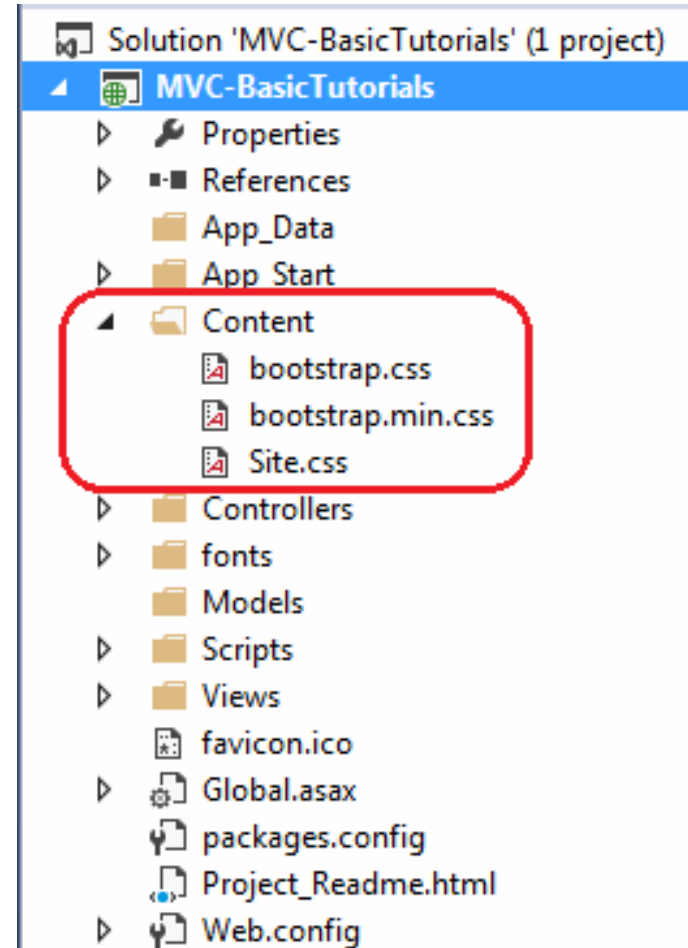 Solution 'MVC-BasicTutorials' (1 project)
MVC-BasicTutorials
Properties
References
App_Data
App_Start
Content
bootstrap.css
bootstrap.min.css
Site.css
Controllers
fonts
Models
Scripts
Views
favicon.ico
Global.asax
packages.config
Project_Readme.html
Web.config